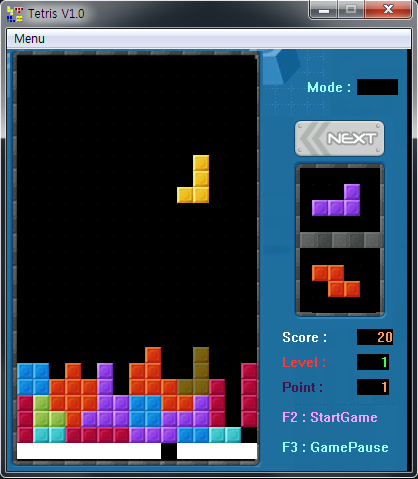 Tetris V1.0
Menu
Mode :
NEXT
Score : 20
Level : 1
Point : 1
F2 : StartGame
F3 : GamePause